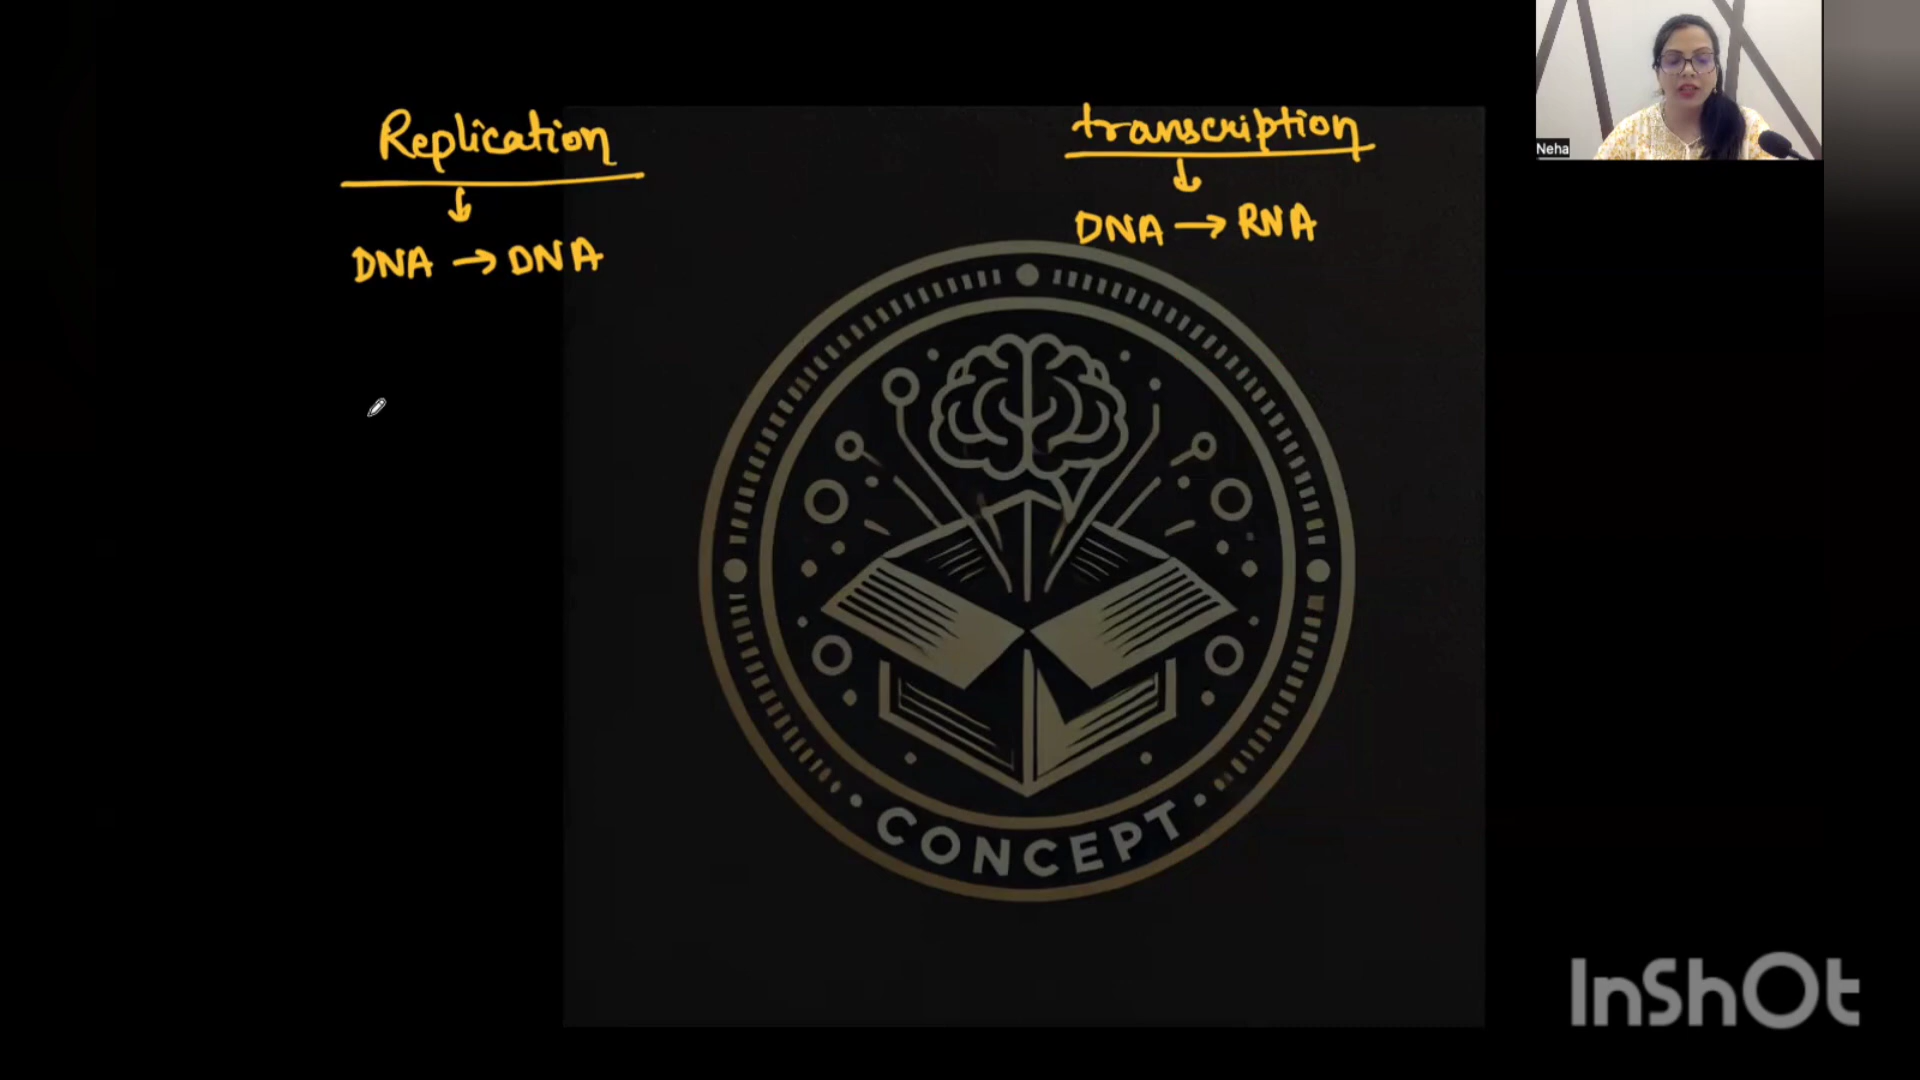 Replication
DNA → DNA
transcription
DNA → RNA
Neha
CONCEPT
InShOt